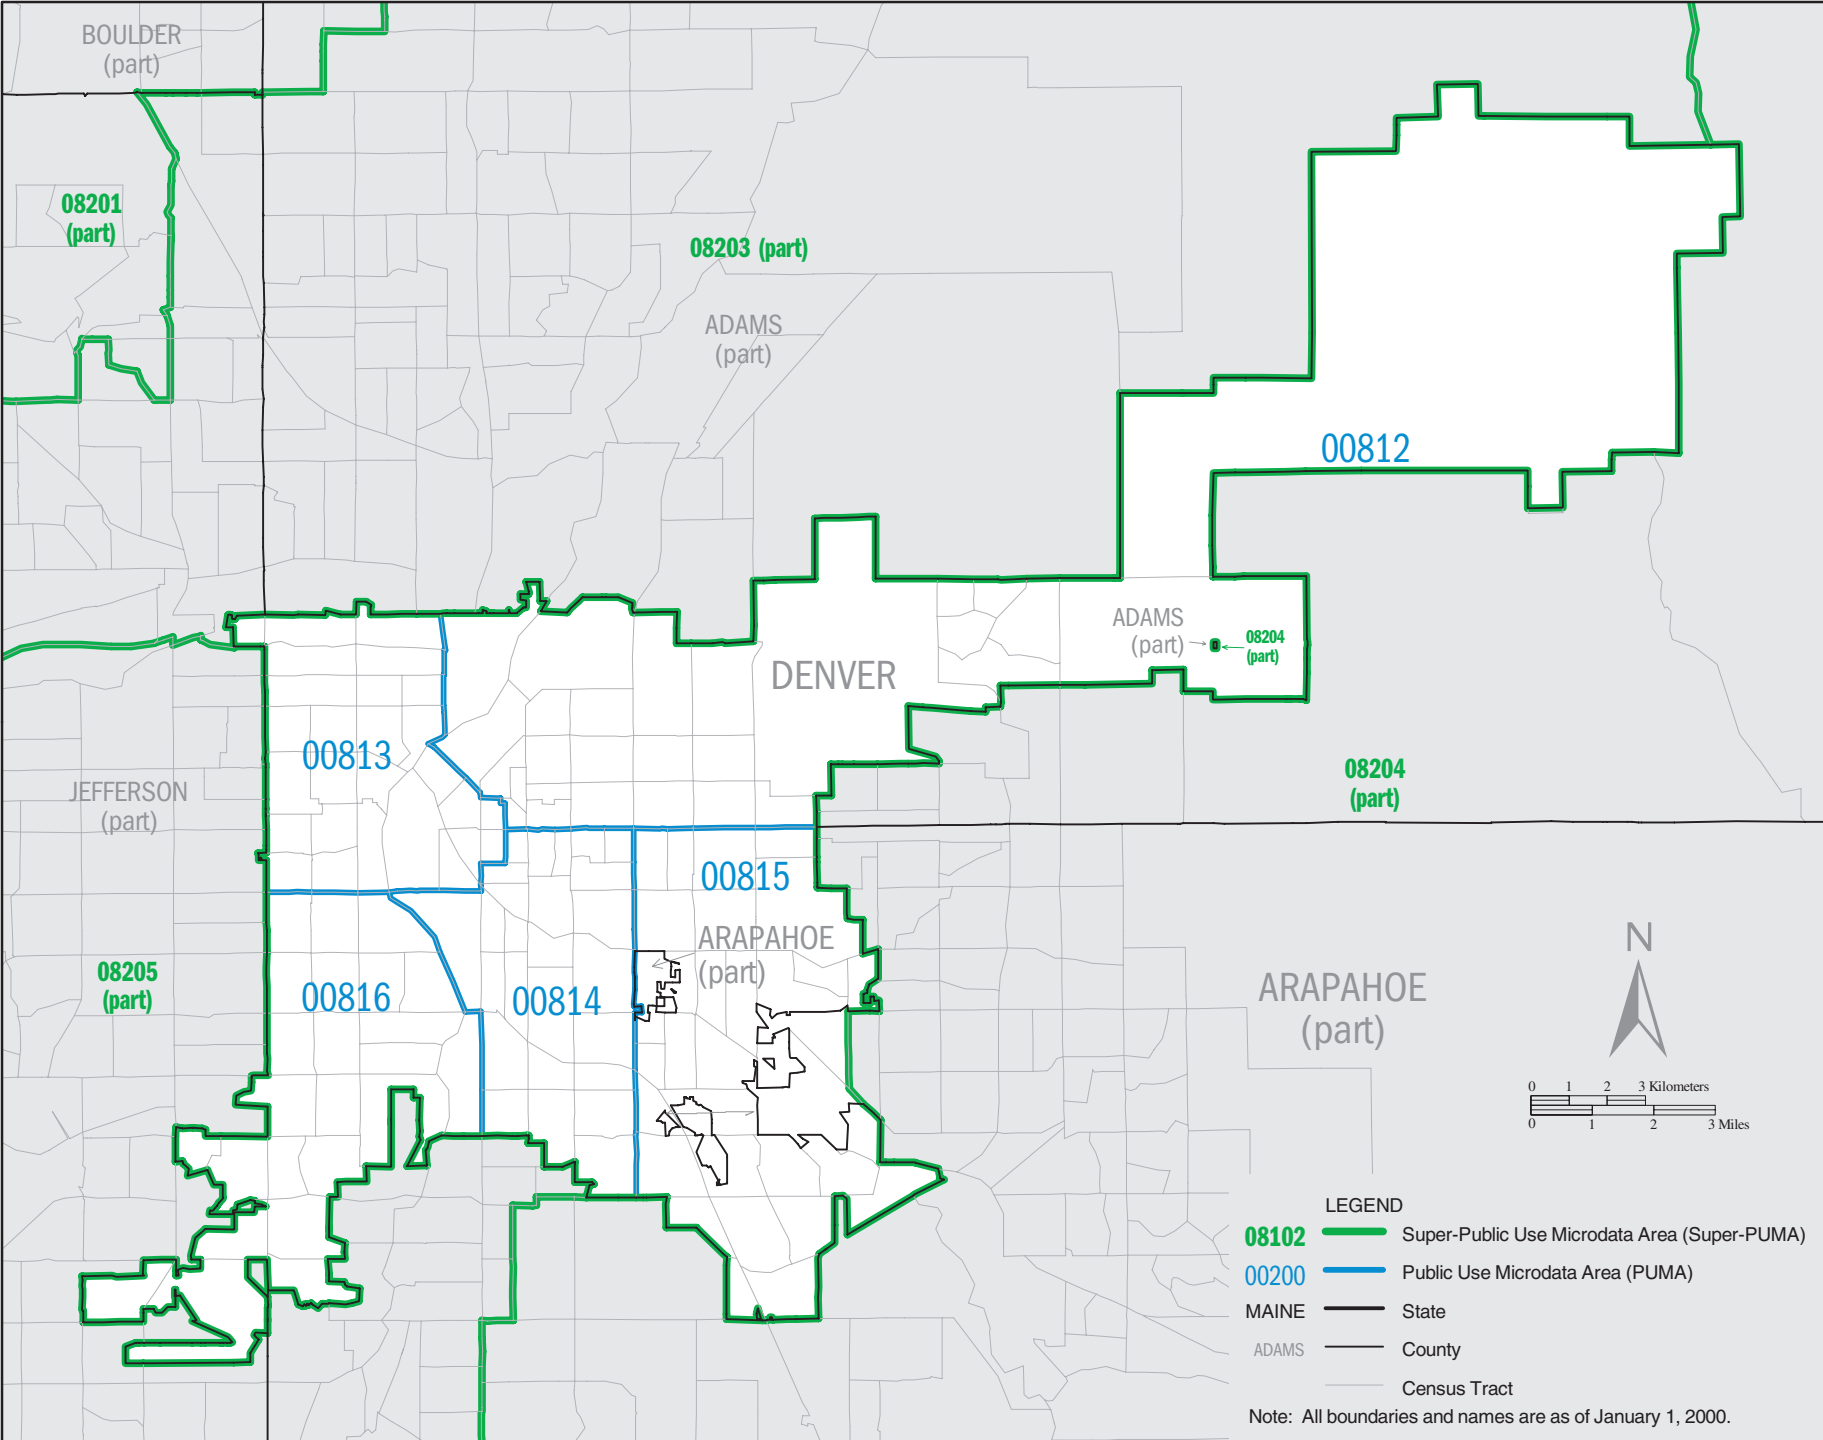 BOULDER
(part)
08201
(part)
08203 (part)
ADAMS
(part)
00812
ADAMS
(part)
08204
(part)
DENVER
00813
JEFFERSON
(part)
08204
(part)
00815
ARAPAHOE
(part)
08205
(part)
00816
00814
ARAPAHOE
(part)
N
0 1 2 3 Kilometers
0 1 2 3 Miles
LEGEND
08102 Super-Public Use Microdata Area (Super-PUMA)
00200 Public Use Microdata Area (PUMA)
MAINE State
ADAMS County
Census Tract
Note: All boundaries and names are as of January 1, 2000.